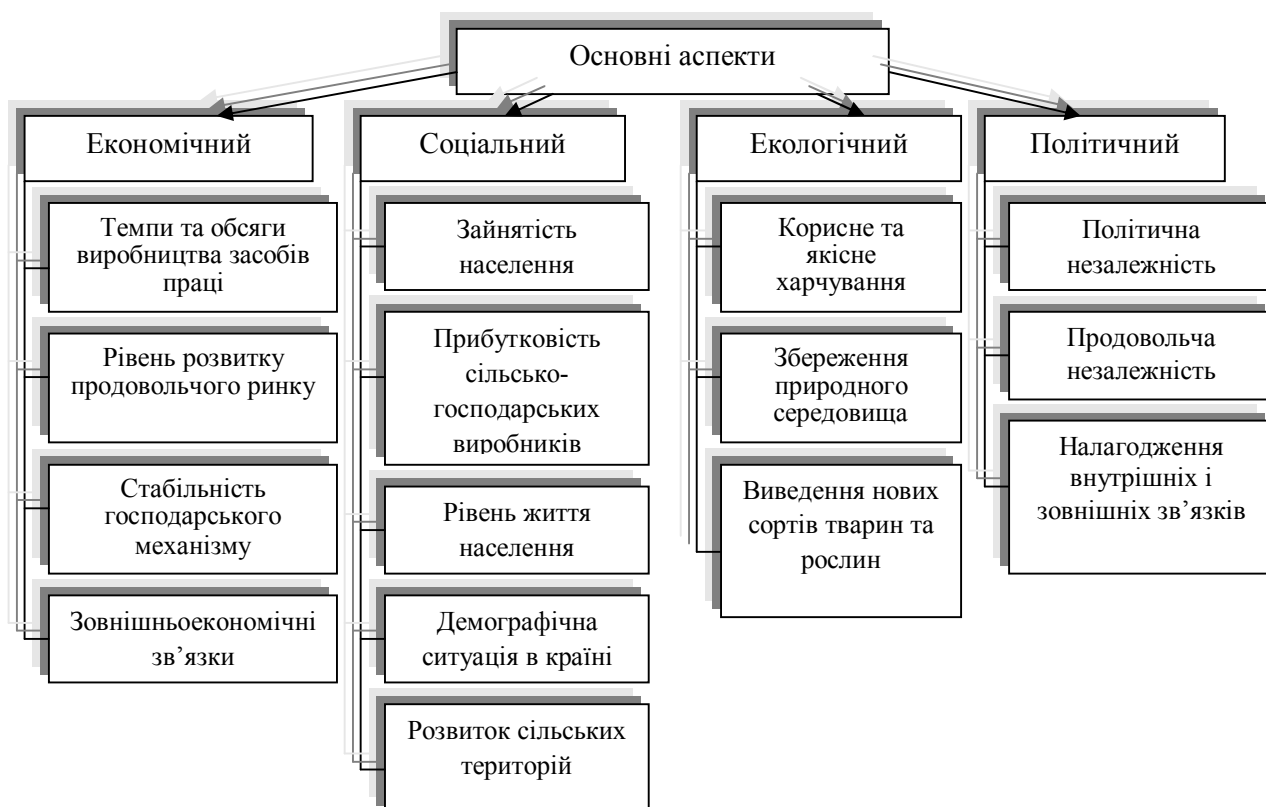 Основні аспекти
Економічний
Темпи та обсяги
виробництва засобів
праці
Рівень розвитку
продовольчого ринку
Стабільність
господарського
механізму
Зовнішньоекономічні
зв’язки
Соціальний
Зайнятість
населення
Прибутковість
сільсько-
господарських
виробників
Рівень життя
населення
Демографічна
ситуація в країні
Розвиток сільських
територій
Екологічний
Корисне та
якісне
харчування
Збереження
природного
середовища
Виведення нових
сортів тварин та
рослин
Політичний
Політична
незалежність
Продовольча
незалежність
Налагодження
внутрішніх і
зовнішніх зв’язків